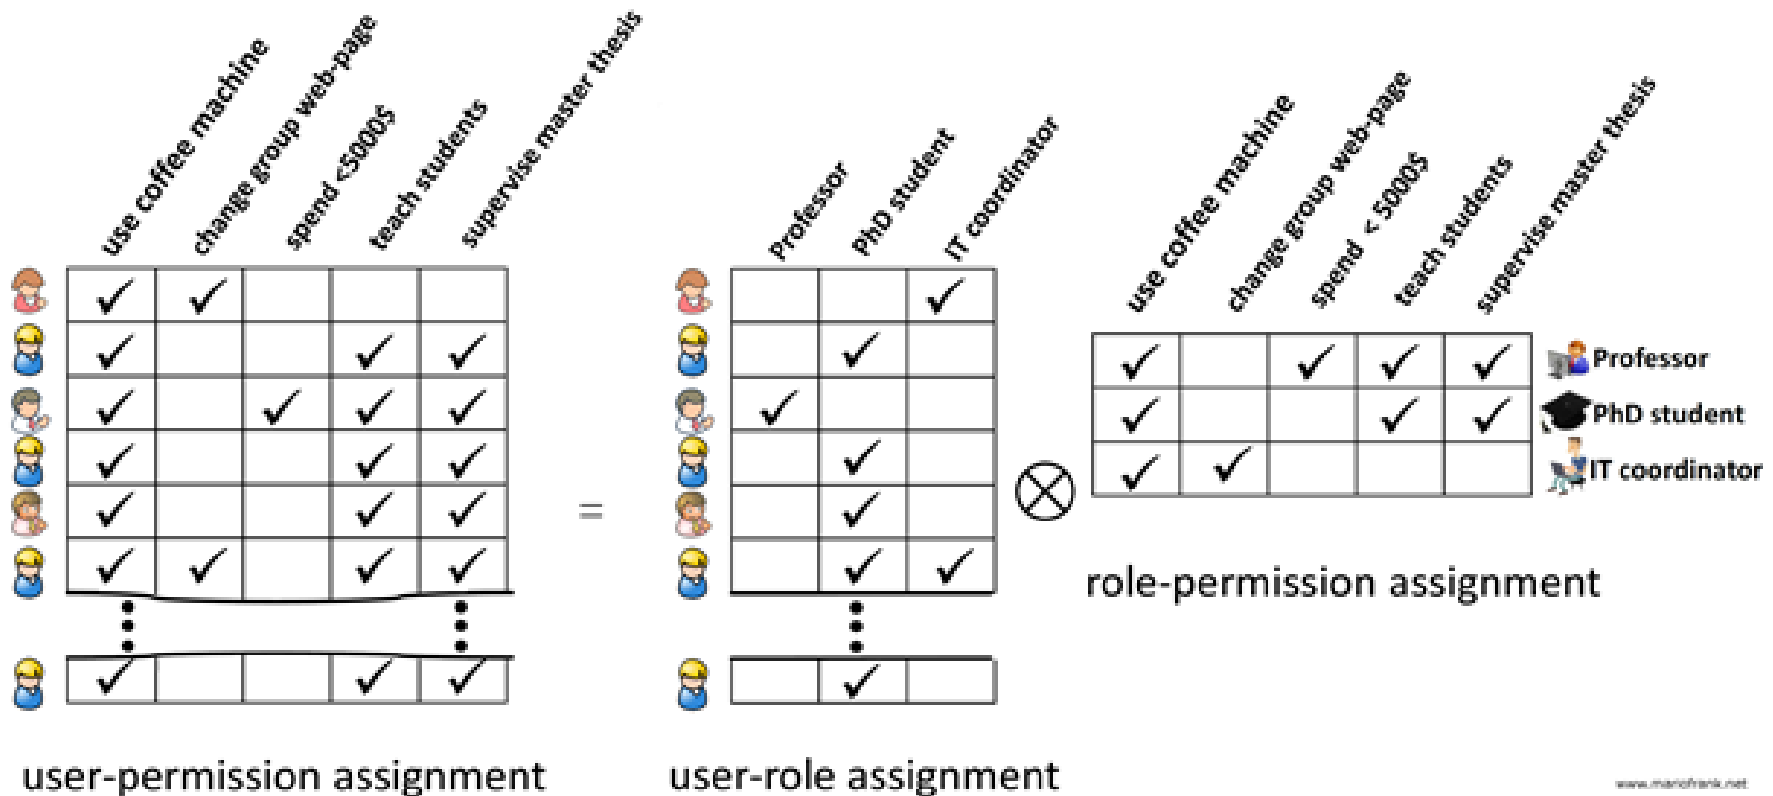 use coffee machine
change group web-page
spend <5000$
teach students
supervise master thesis
Professor
PhD student
IT coordinator
use coffee machine
change group web-page
spend < 5000$
teach students
supervise master thesis
Professor
PhD student
IT coordinator
=
role-permission assignment
user-permission assignment
user-role assignment
www.mariofrank.net